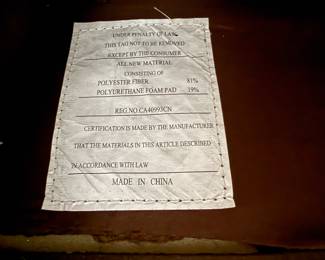 UNDER PENALTY OF LAW
THIS TAG NOT TO BE REMOVED
EXCEPT BY THE CONSUMER
ALL NEW MATERIAL
CONSISTING OF
POLYESTER FIBER 81%
POLYURETHANE FOAM PAD 19%
REG.NO.CA40993CN
CERTIFICATION IS MADE BY THE MANUFACTURER
THAT THE MATERIALS IN THIS ARTICLE DESCRIBED
IN ACCORDANCE WITH LAW
MADE IN CHINA